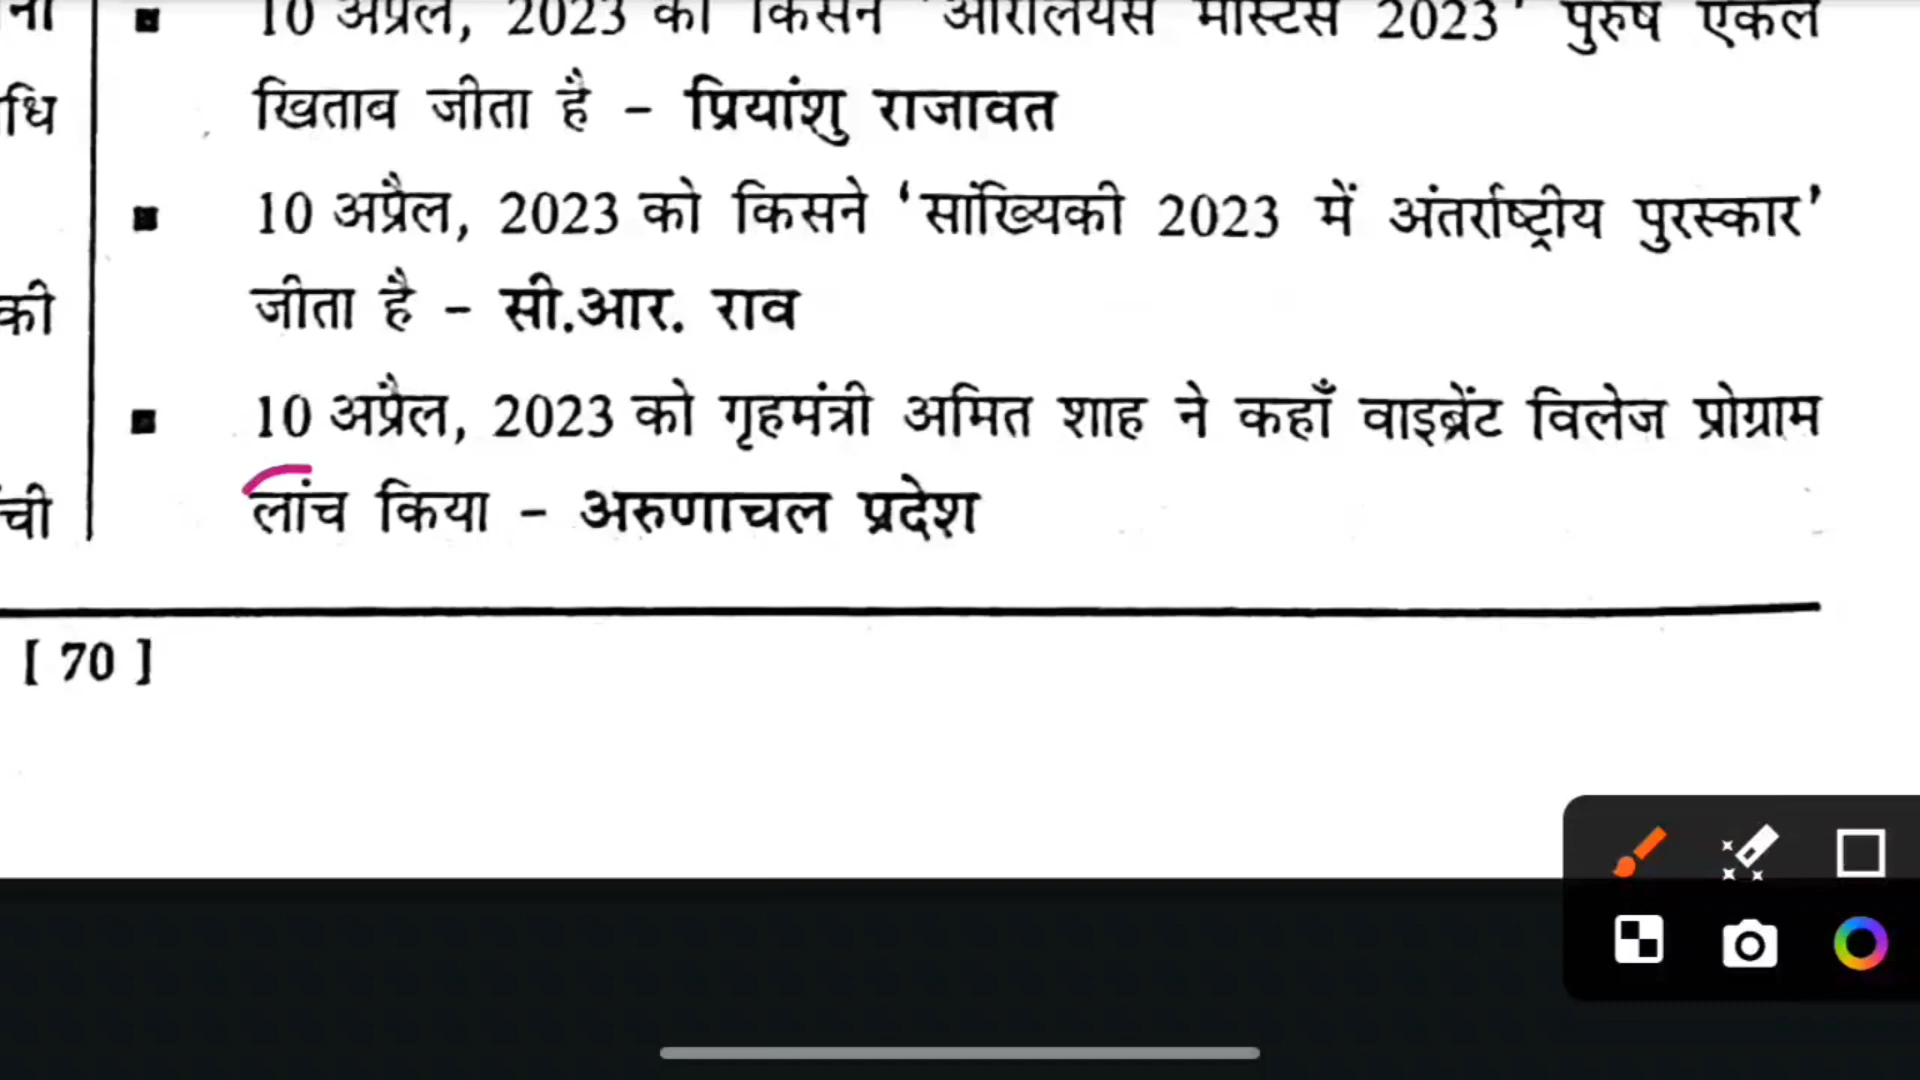 ना
■ 10 अप्रैल, 2023 को किसने 'ओरलियंस मास्टर्स 2023' पुरुष एकल
धि
खिताब जीता है - प्रियांशु राजावत
■ 10 अप्रैल, 2023 को किसने 'सांख्यिकी 2023 में अंतर्राष्ट्रीय पुरस्कार'
की
जीता है - सी.आर. राव
■ 10 अप्रैल, 2023 को गृहमंत्री अमित शाह ने कहाँ वाइब्रेंट विलेज प्रोग्राम
ची
लांच किया - अरुणाचल प्रदेश
[ 70 ]